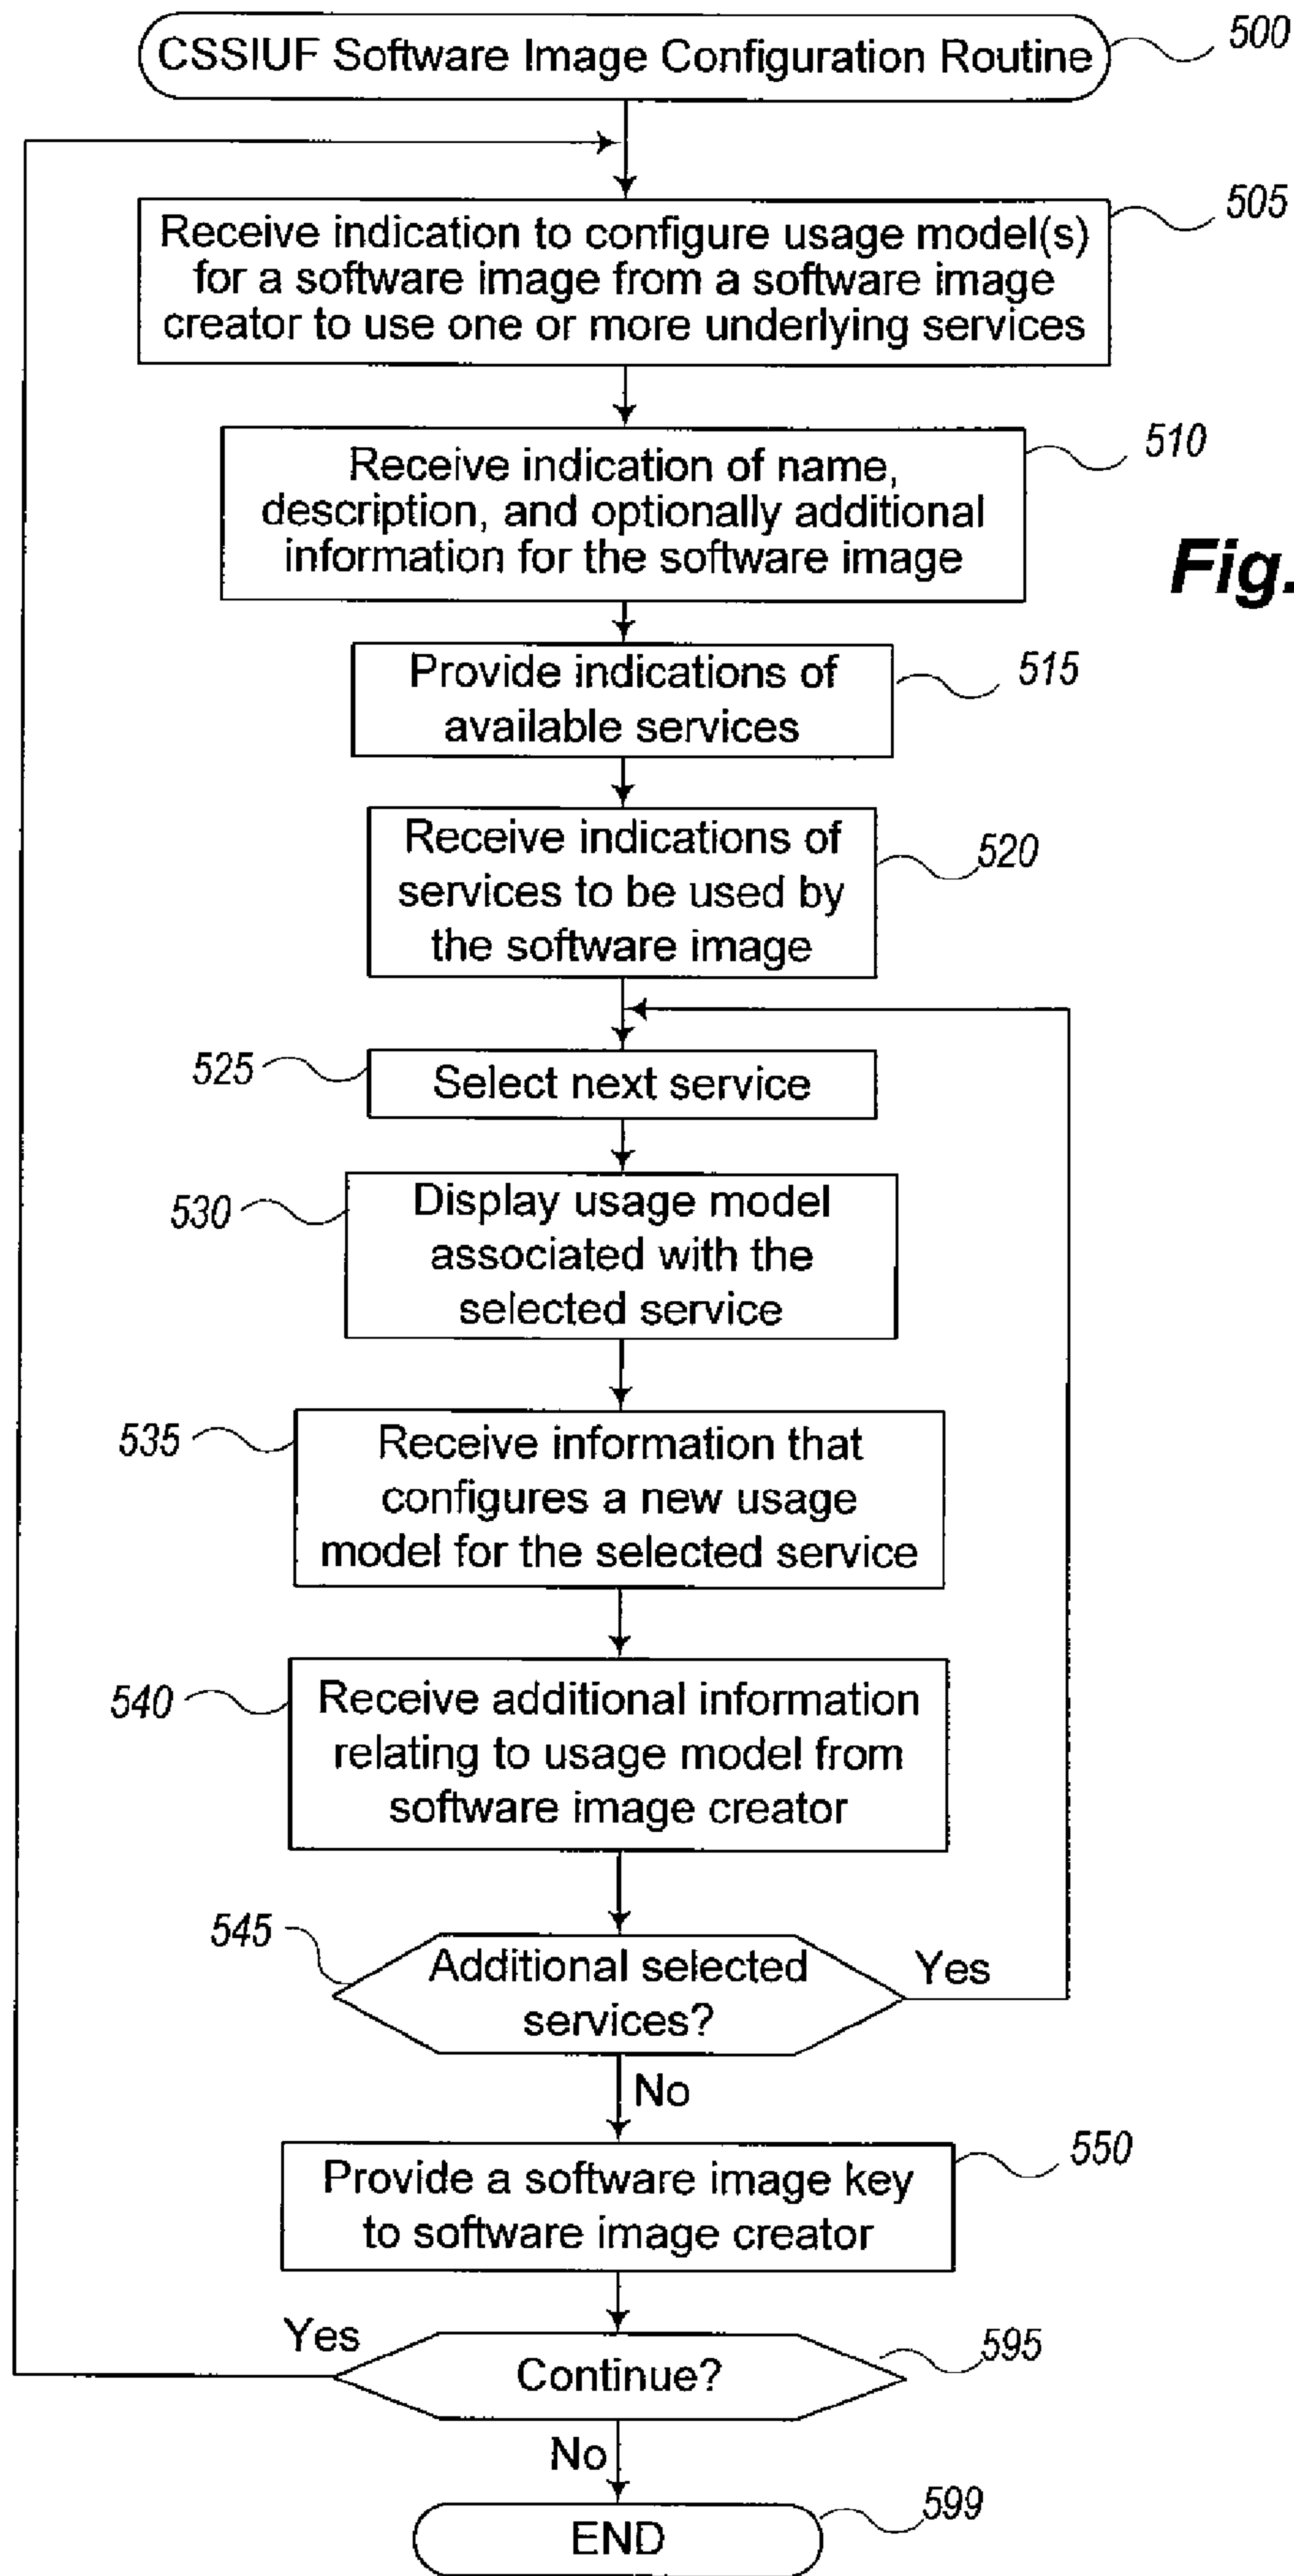 CSSIUF Software Image Configuration Routine
500
505
Receive indication to configure usage model(s)
for a software image from a software image
creator to use one or more underlying services
510
Receive indication of name,
description, and optionally additional
information for the software image
Fig.
515
Provide indications of
available services
520
Receive indications of
services to be used by
the software image
525
Select next service
530
Display usage model
associated with the
selected service
535
Receive information that
configures a new usage
model for the selected service
540
Receive additional information
relating to usage model from
software image creator
545
Additional selected
services?
Yes
No
550
Provide a software image key
to software image creator
Yes
595
Continue?
No
599
END